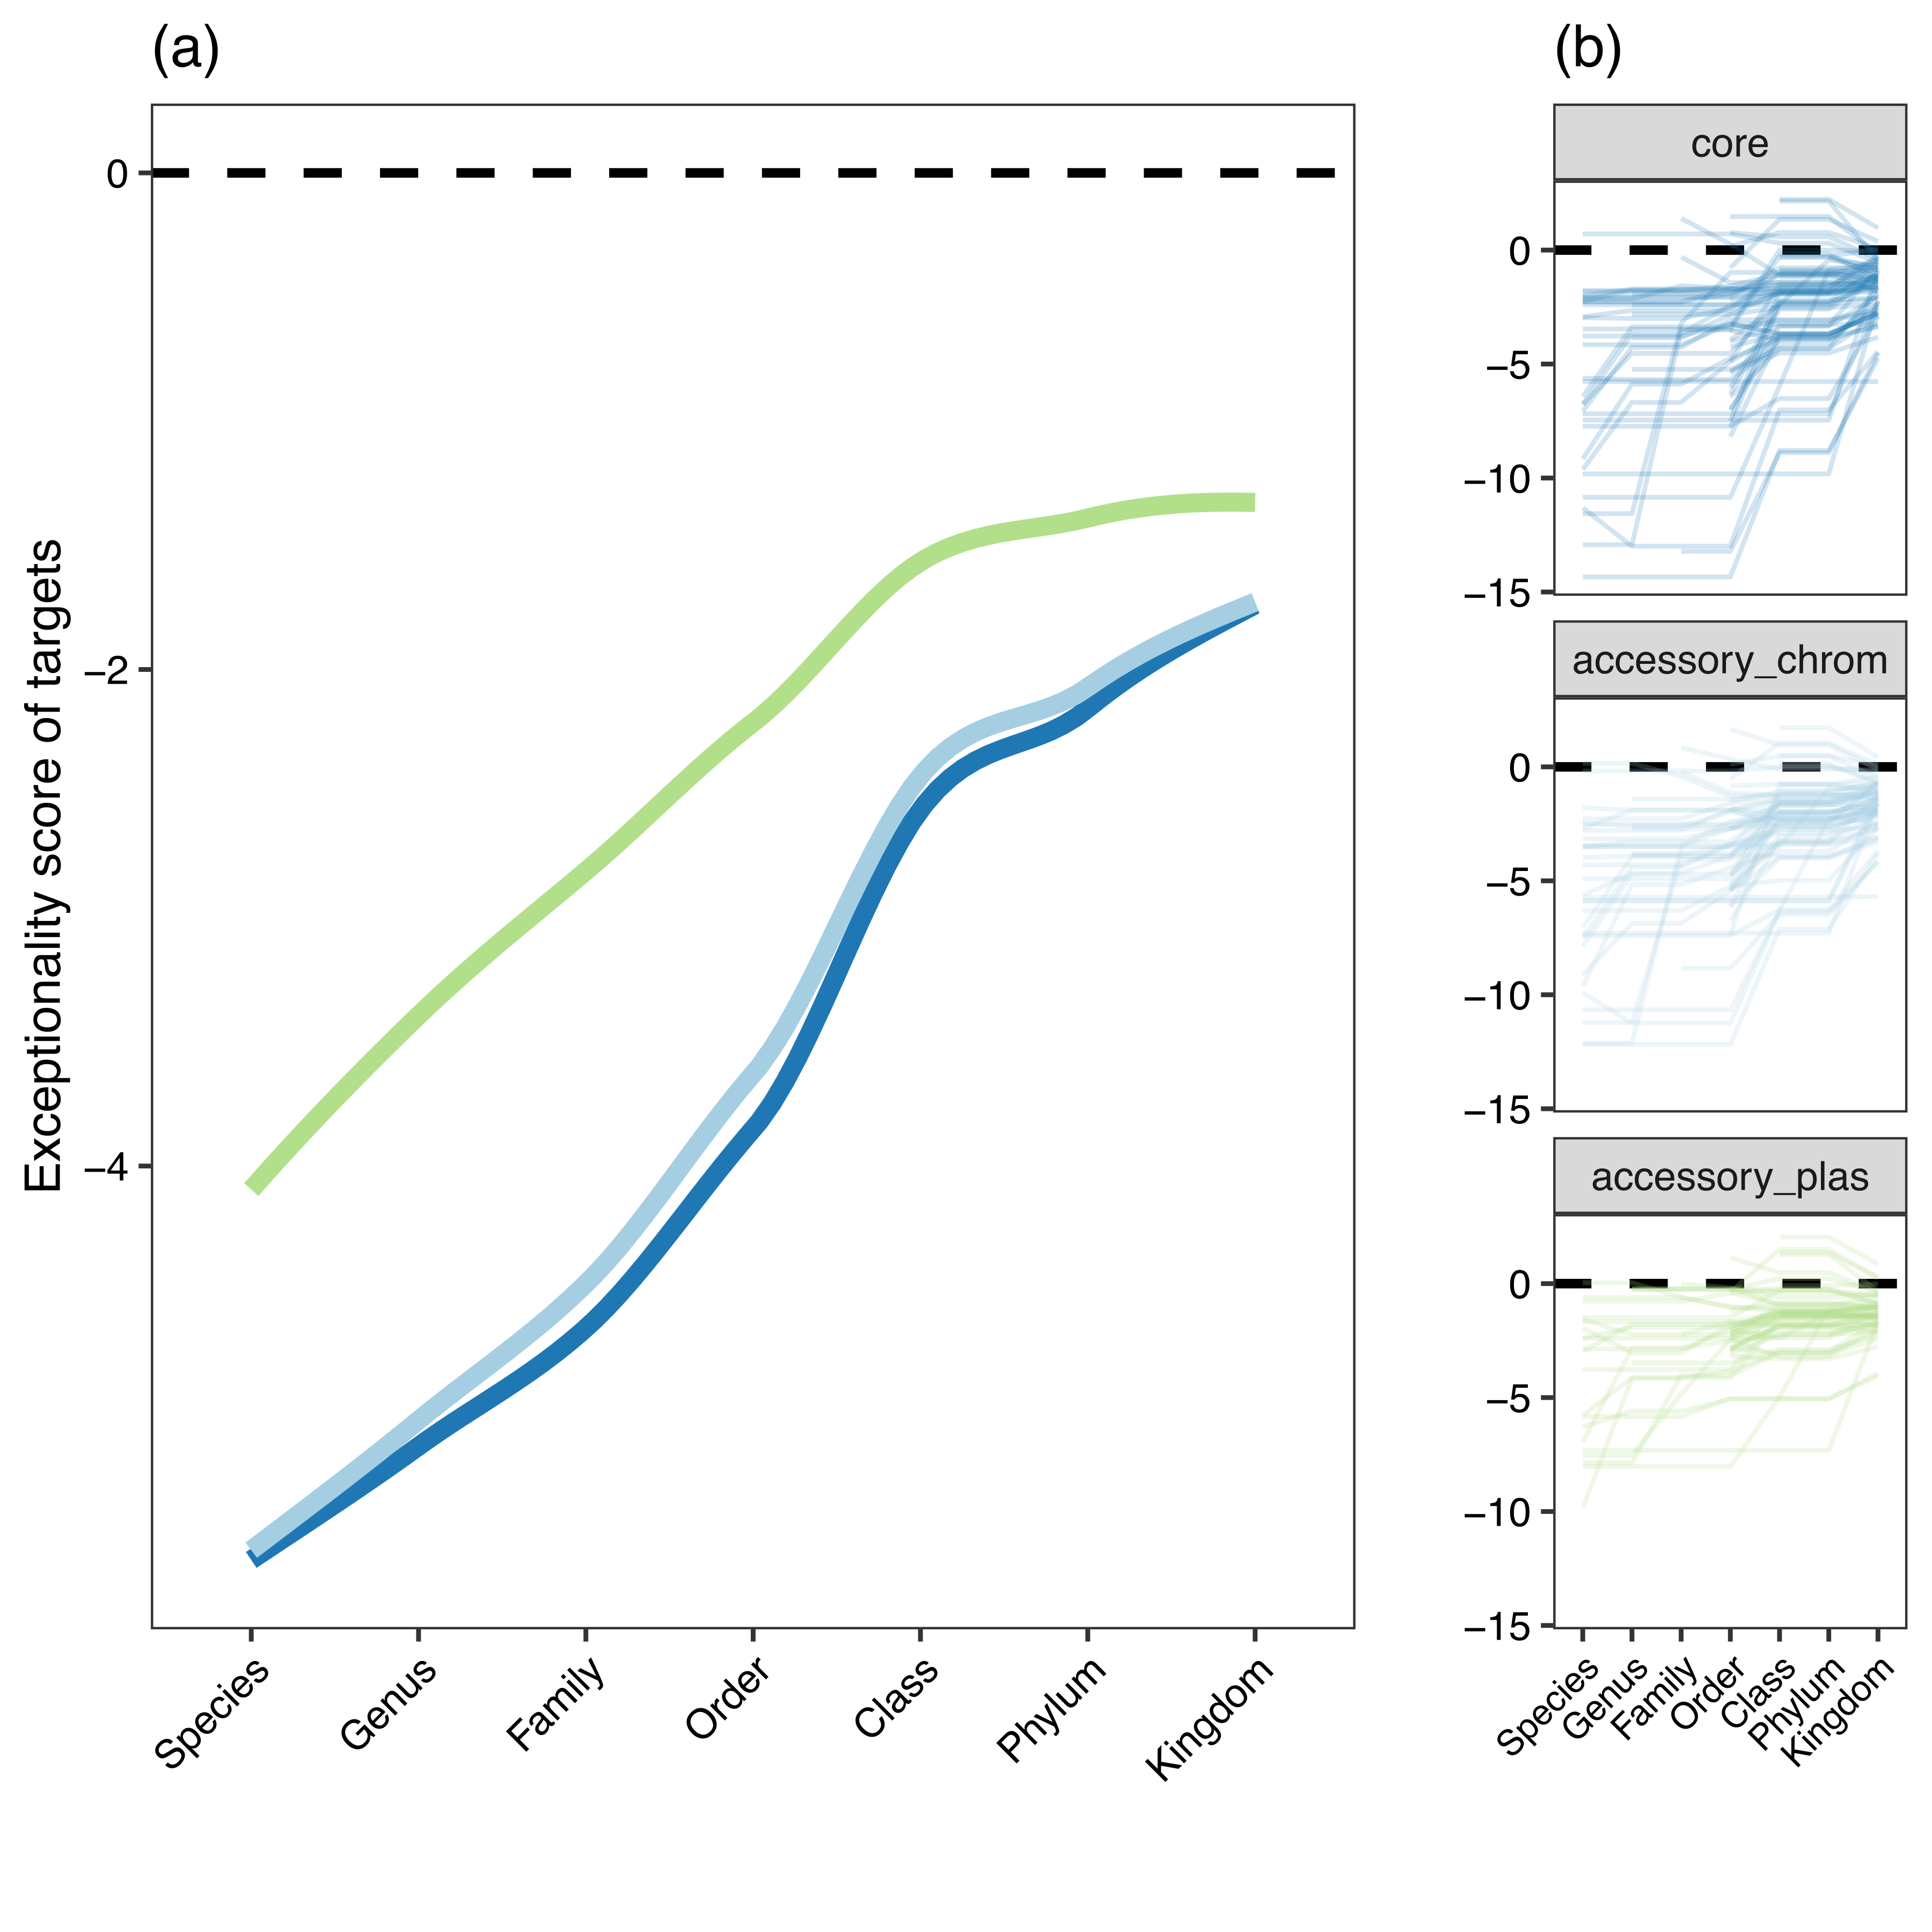 (a)
Exceptionality score of targets
0
−2
−4
Species
Genus
Family
Order
Class
Phylum
Kingdom
(b)
core
0
−5
−10
−15
accessory_chrom
0
−5
−10
−15
accessory_plas
0
−5
−10
−15
Species
Genus
Family
Order
Class
Phylum
Kingdom